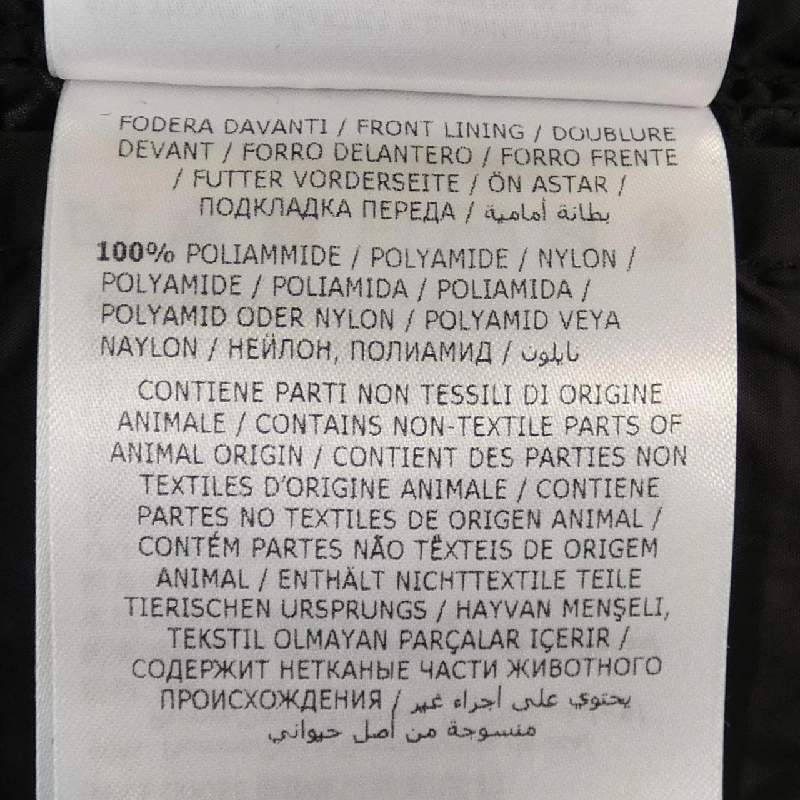 FODERA DAVANTI / FRONT LINING / DOUBLURE
DEVANT / FORRO DELANTERO / FORRO FRENTE
/ FUTTER VORDERSEITE / ÖN ASTAR /
ПОДКЛАДКА ПЕРЕДА / بطانة أمامية
100% POLIAMMIDE / POLYAMIDE / NYLON /
POLYAMIDE / POLIAMIDA / POLIAMIDA /
POLYAMID ODER NYLON / POLYAMID VEYA
NAYLON / НЕЙЛОН, ПОЛИАМИД / نايلون
CONTIENE PARTI NON TESSILI DI ORIGINE
ANIMALE / CONTAINS NON-TEXTILE PARTS OF
ANIMAL ORIGIN / CONTIENT DES PARTIES NON
TEXTILES D'ORIGINE ANIMALE / CONTIENE
PARTES NO TEXTILES DE ORIGEN ANIMAL /
CONTÉM PARTES NÃO TËXTEIS DE ORIGEM
ANIMAL / ENTHÄLT NICHTTEXTILE TEILE
TIERISCHEN URSPRUNGS / HAYVAN MENŞELİ,
TEKSTIL OLMAYAN PARÇALAR IÇERIR /
СОДЕРЖИТ НЕТКАНЫЕ ЧАСТИ ЖИВОТНОГО
ПРОИСХОЖДЕНИЯ / يحتوي على أجزاء غير
منسوجة من أصل حيواني